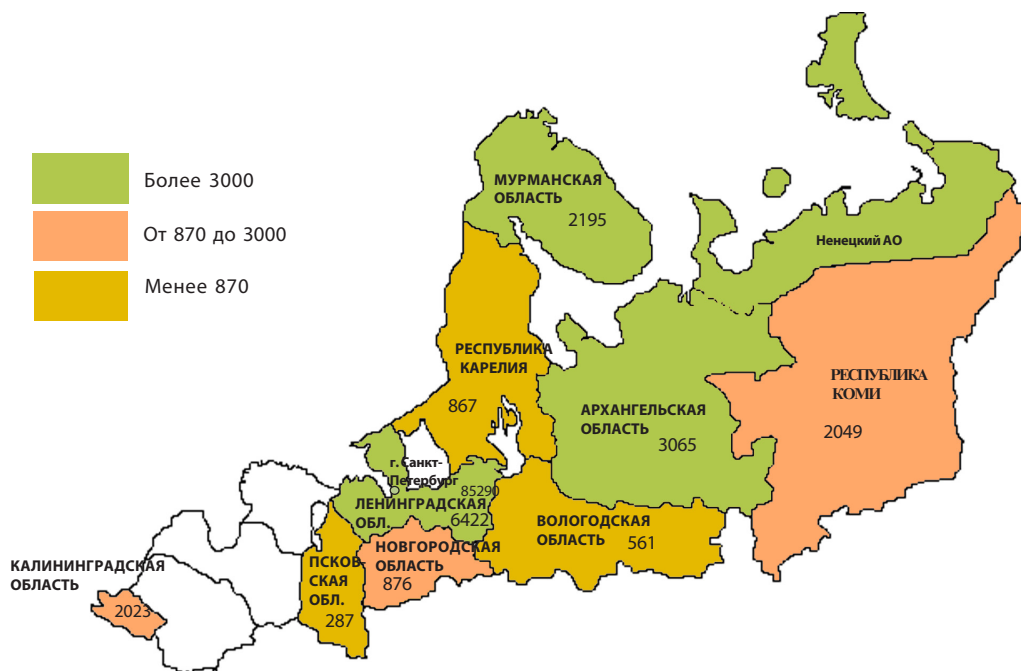 Более 3000
От 870 до 3000
Менее 870
МУРМАНСКАЯ
ОБЛАСТЬ
2195
Ненецкий АО
РЕСПУБЛИКА
КАРЕЛИЯ
867
РЕСПУБЛИКА
КОМИ
2049
АРХАНГЕЛЬСКАЯ
ОБЛАСТЬ
3065
г. Санкт-
Петербург
85290
ЛЕНИНГРАДСКАЯ
ОБЛ.
6422
ВОЛОГОДСКАЯ
ОБЛАСТЬ
561
НОВГОРОДСКАЯ
ОБЛАСТЬ
876
ПСКОВ-
СКАЯ
ОБЛ.
287
КАЛИНИНГРАДСКАЯ
ОБЛАСТЬ
2023